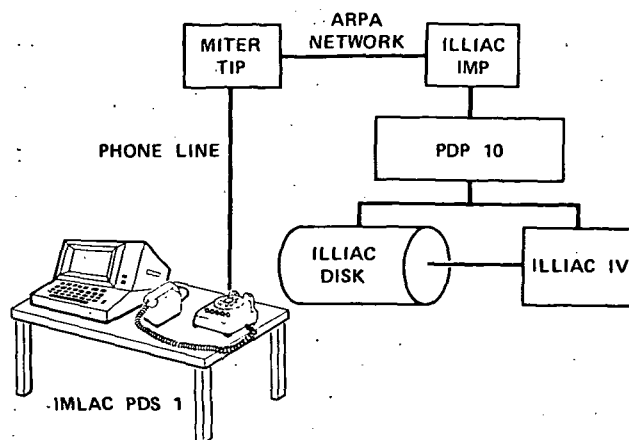 ARPA
NETWORK
MITER
TIP
ILLIAC
IMP
PHONE LINE
PDP 10
ILLIAC
DISK
ILLIAC IV
IMLAC PDS 1